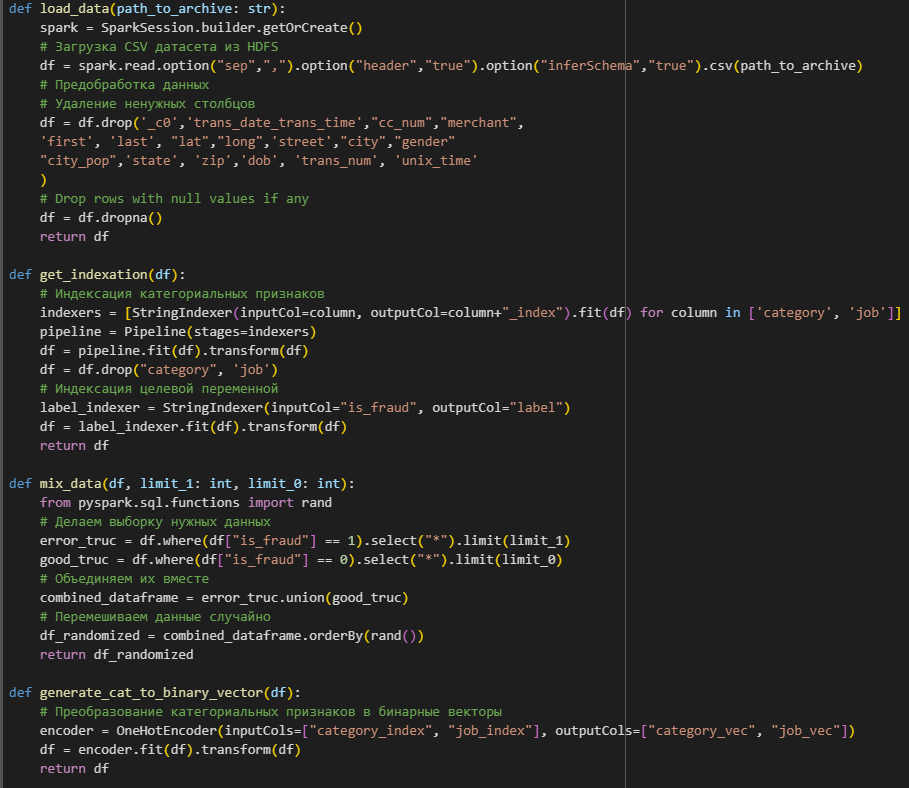 def load_data(path_to_archive: str):
    spark = SparkSession.builder.getOrCreate()
    # Загрузка CSV датасета из HDFS
    df = spark.read.option("sep",",").option("header","true").option("inferSchema","true").csv(path_to_archive)
    # Предобработка данных
    # Удаление ненужных столбцов
    df = df.drop('_c0','trans_date_trans_time',"cc_num","merchant",
    'first', 'last', "lat","long",'street',"city","gender"
    "city_pop",'state', 'zip','dob', 'trans_num', 'unix_time'
    )
    # Drop rows with null values if any
    df = df.dropna()
    return df

def get_indexation(df):
    # Индексация категориальных признаков
    indexers = [StringIndexer(inputCol=column, outputCol=column+"_index").fit(df) for column in ['category', 'job']]
    pipeline = Pipeline(stages=indexers)
    df = pipeline.fit(df).transform(df)
    df = df.drop("category", 'job')
    # Индексация целевой переменной
    label_indexer = StringIndexer(inputCol="is_fraud", outputCol="label")
    df = label_indexer.fit(df).transform(df)
    return df

def mix_data(df, limit_1: int, limit_0: int):
    from pyspark.sql.functions import rand
    # Делаем выборку нужных данных
    error_truc = df.where(df["is_fraud"] == 1).select("*").limit(limit_1)
    good_truc = df.where(df["is_fraud"] == 0).select("*").limit(limit_0)
    # Объединяем их вместе
    combined_dataframe = error_truc.union(good_truc)
    # Перемешиваем данные случайно
    df_randomized = combined_dataframe.orderBy(rand())
    return df_randomized

def generate_cat_to_binary_vector(df):
    # Преобразование категориальных признаков в бинарные векторы
    encoder = OneHotEncoder(inputCols=["category_index", "job_index"], outputCols=["category_vec", "job_vec"])
    df = encoder.fit(df).transform(df)
    return df